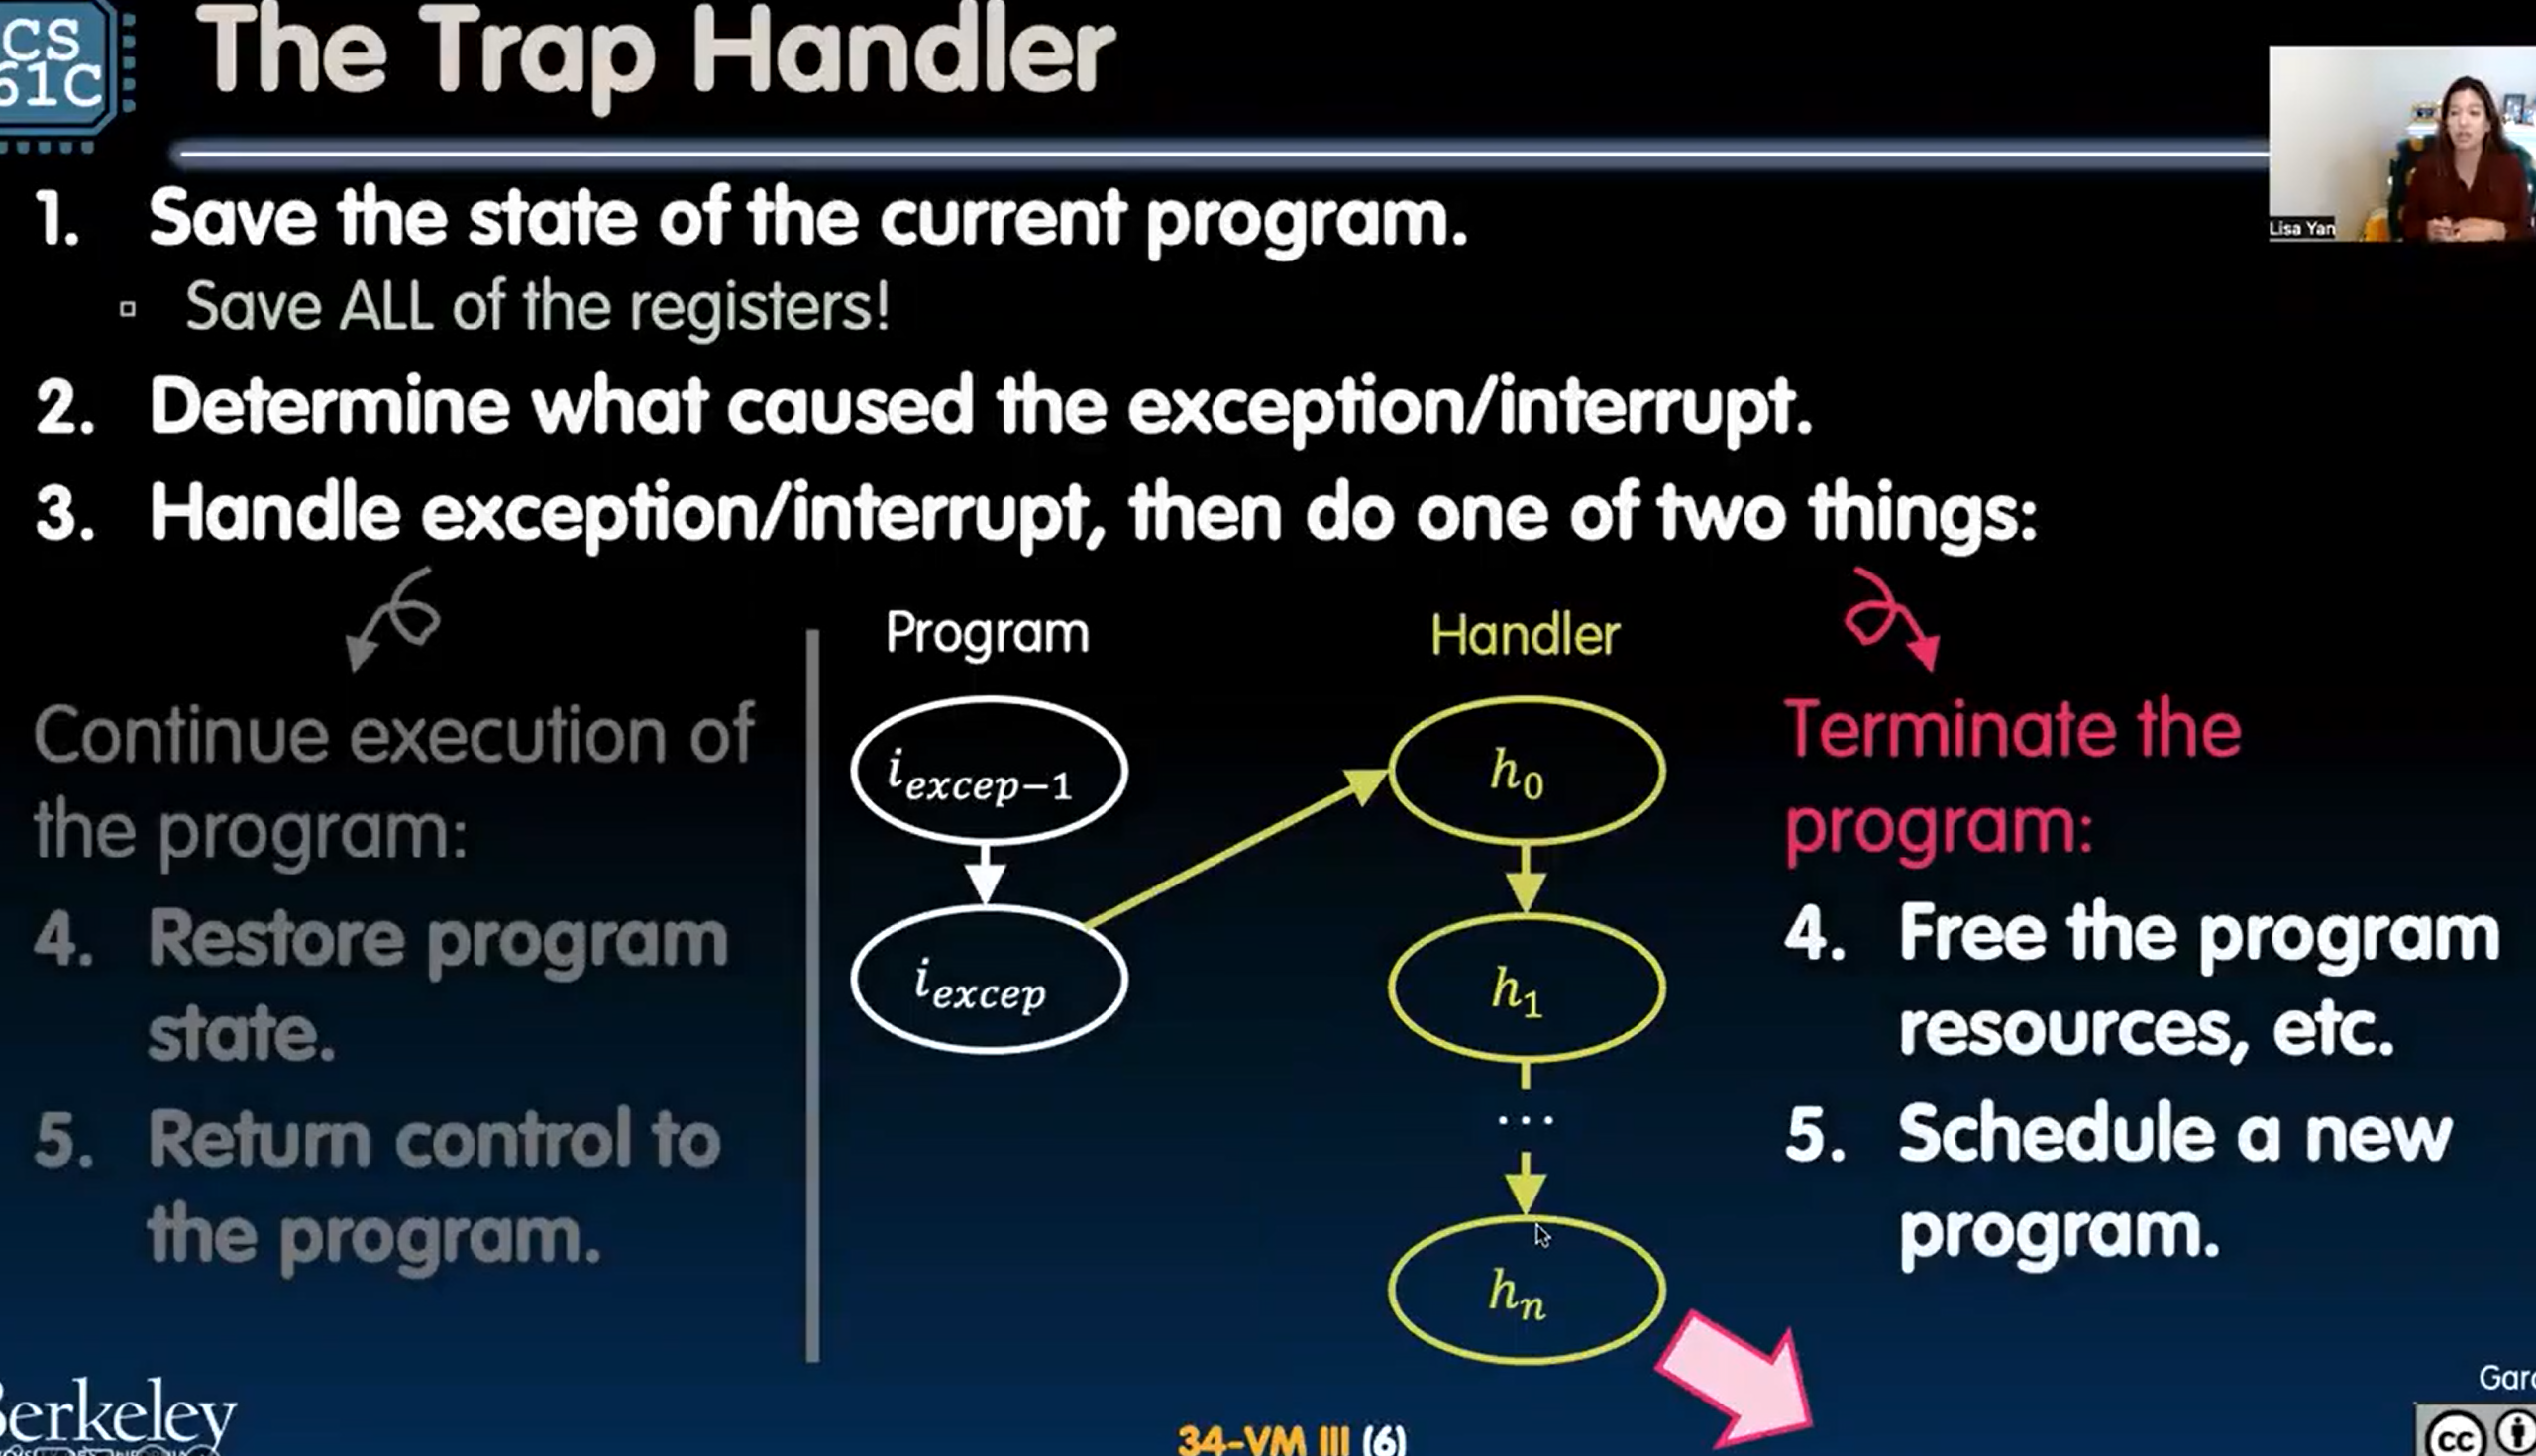 CS
61C
The Trap Handler
Lisa Yan
1. Save the state of the current program.
▫ Save ALL of the registers!
2. Determine what caused the exception/interrupt.
3. Handle exception/interrupt, then do one of two things:
Continue execution of
the program:
4. Restore program
state.
5. Return control to
the program.
Program
i_{excep-1}
i_{excep}
Handler
h_0
h_1
...
h_n
Terminate the
program:
4. Free the program
resources, etc.
5. Schedule a new
program.
Berkeley
34-VM III (6)
cc